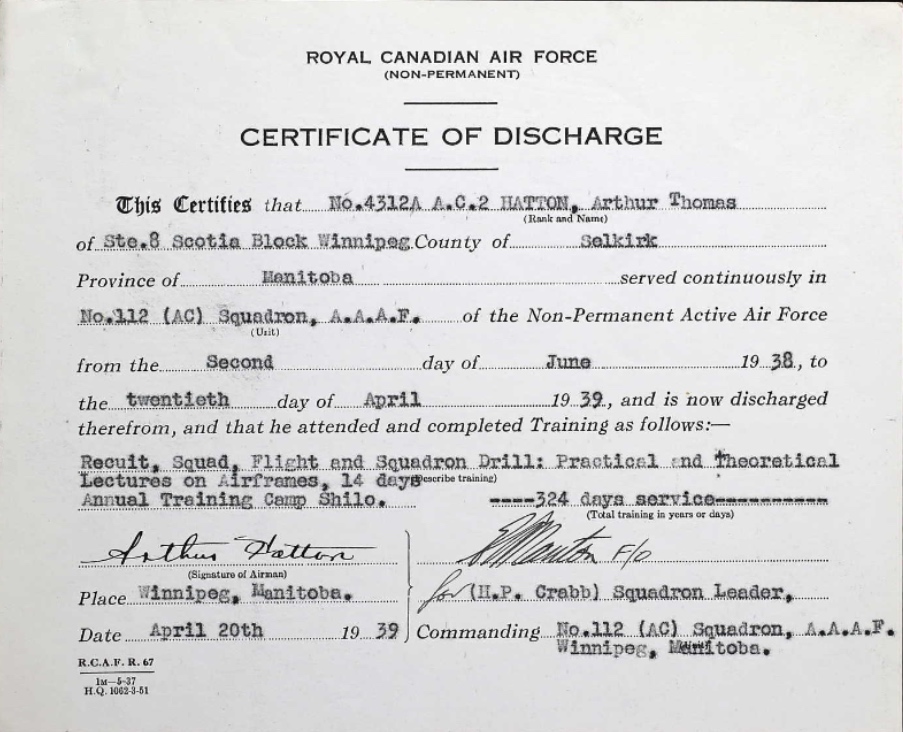 ROYAL CANADIAN AIR FORCE
(NON-PERMANENT)
CERTIFICATE OF DISCHARGE
This Certifies that No.4312A A.C.2 HATTON, Arthur Thomas
(Rank and Name)
of Ste.8 Scotia Block Winnipeg County of Selkirk
Province of Manitoba served continuously in
No.112 (AC) Squadron, A.A.A.F. of the Non-Permanent Active Air Force
(Unit)
from the Second day of June 19 38, to
the twentieth day of April 19 39, and is now discharged
therefrom, and that he attended and completed Training as follows:—
Recuit, Squad, Flight and Squadron Drill: Practical and Theoretical
Lectures on Airframes, 14 days (Describe training)
Annual Training Camp Shilo. ----324 days service----------
(Total training in years or days)
Arthur Hatton F/O
(Signature of Airman)
Place Winnipeg, Manitoba. for (H.P. Crabb) Squadron Leader,
Date April 20th 19 39 Commanding No.112 (AC) Squadron, A.A.A.F.
Winnipeg, Manitoba.
R.C.A.F. R. 67
1M—5-37
H.Q. 1062-3-51